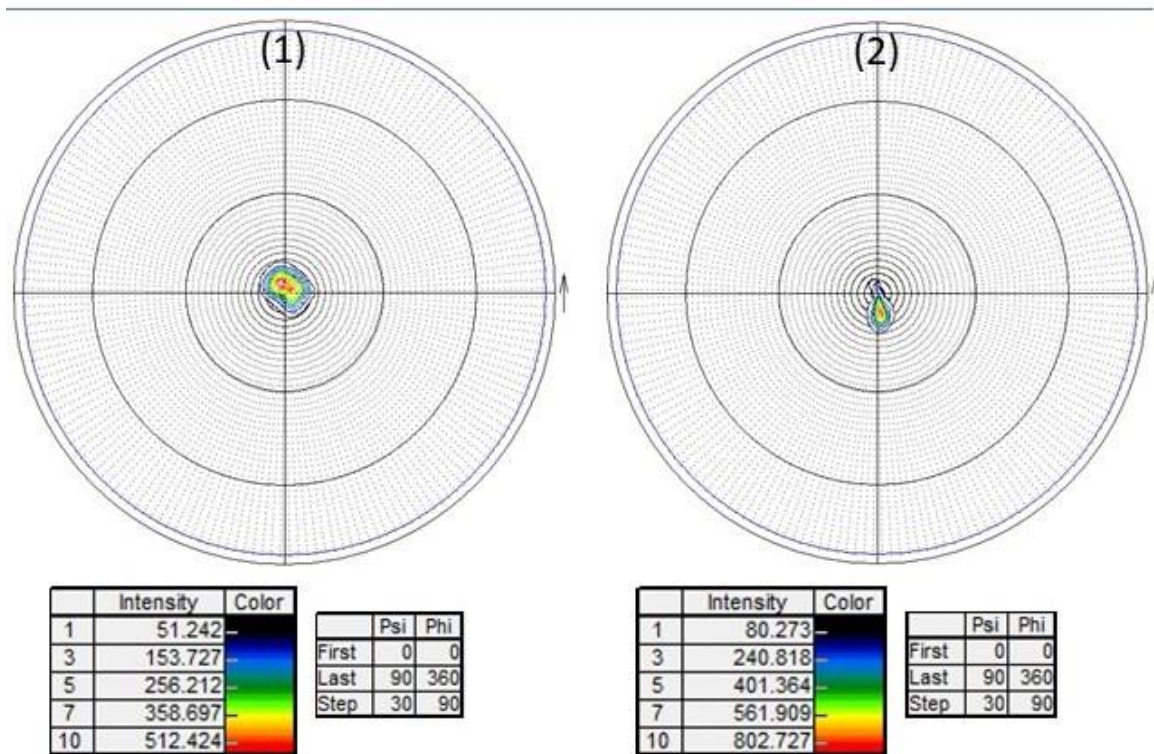 (1) (2)
Intensity Color
1 51.242
3 153.727
5 256.212
7 358.697
10 512.424
Psi Phi
First 0 0
Last 90 360
Step 30 90
Intensity Color
1 80.273
3 240.818
5 401.364
7 561.909
10 802.727
Psi Phi
First 0 0
Last 90 360
Step 30 90